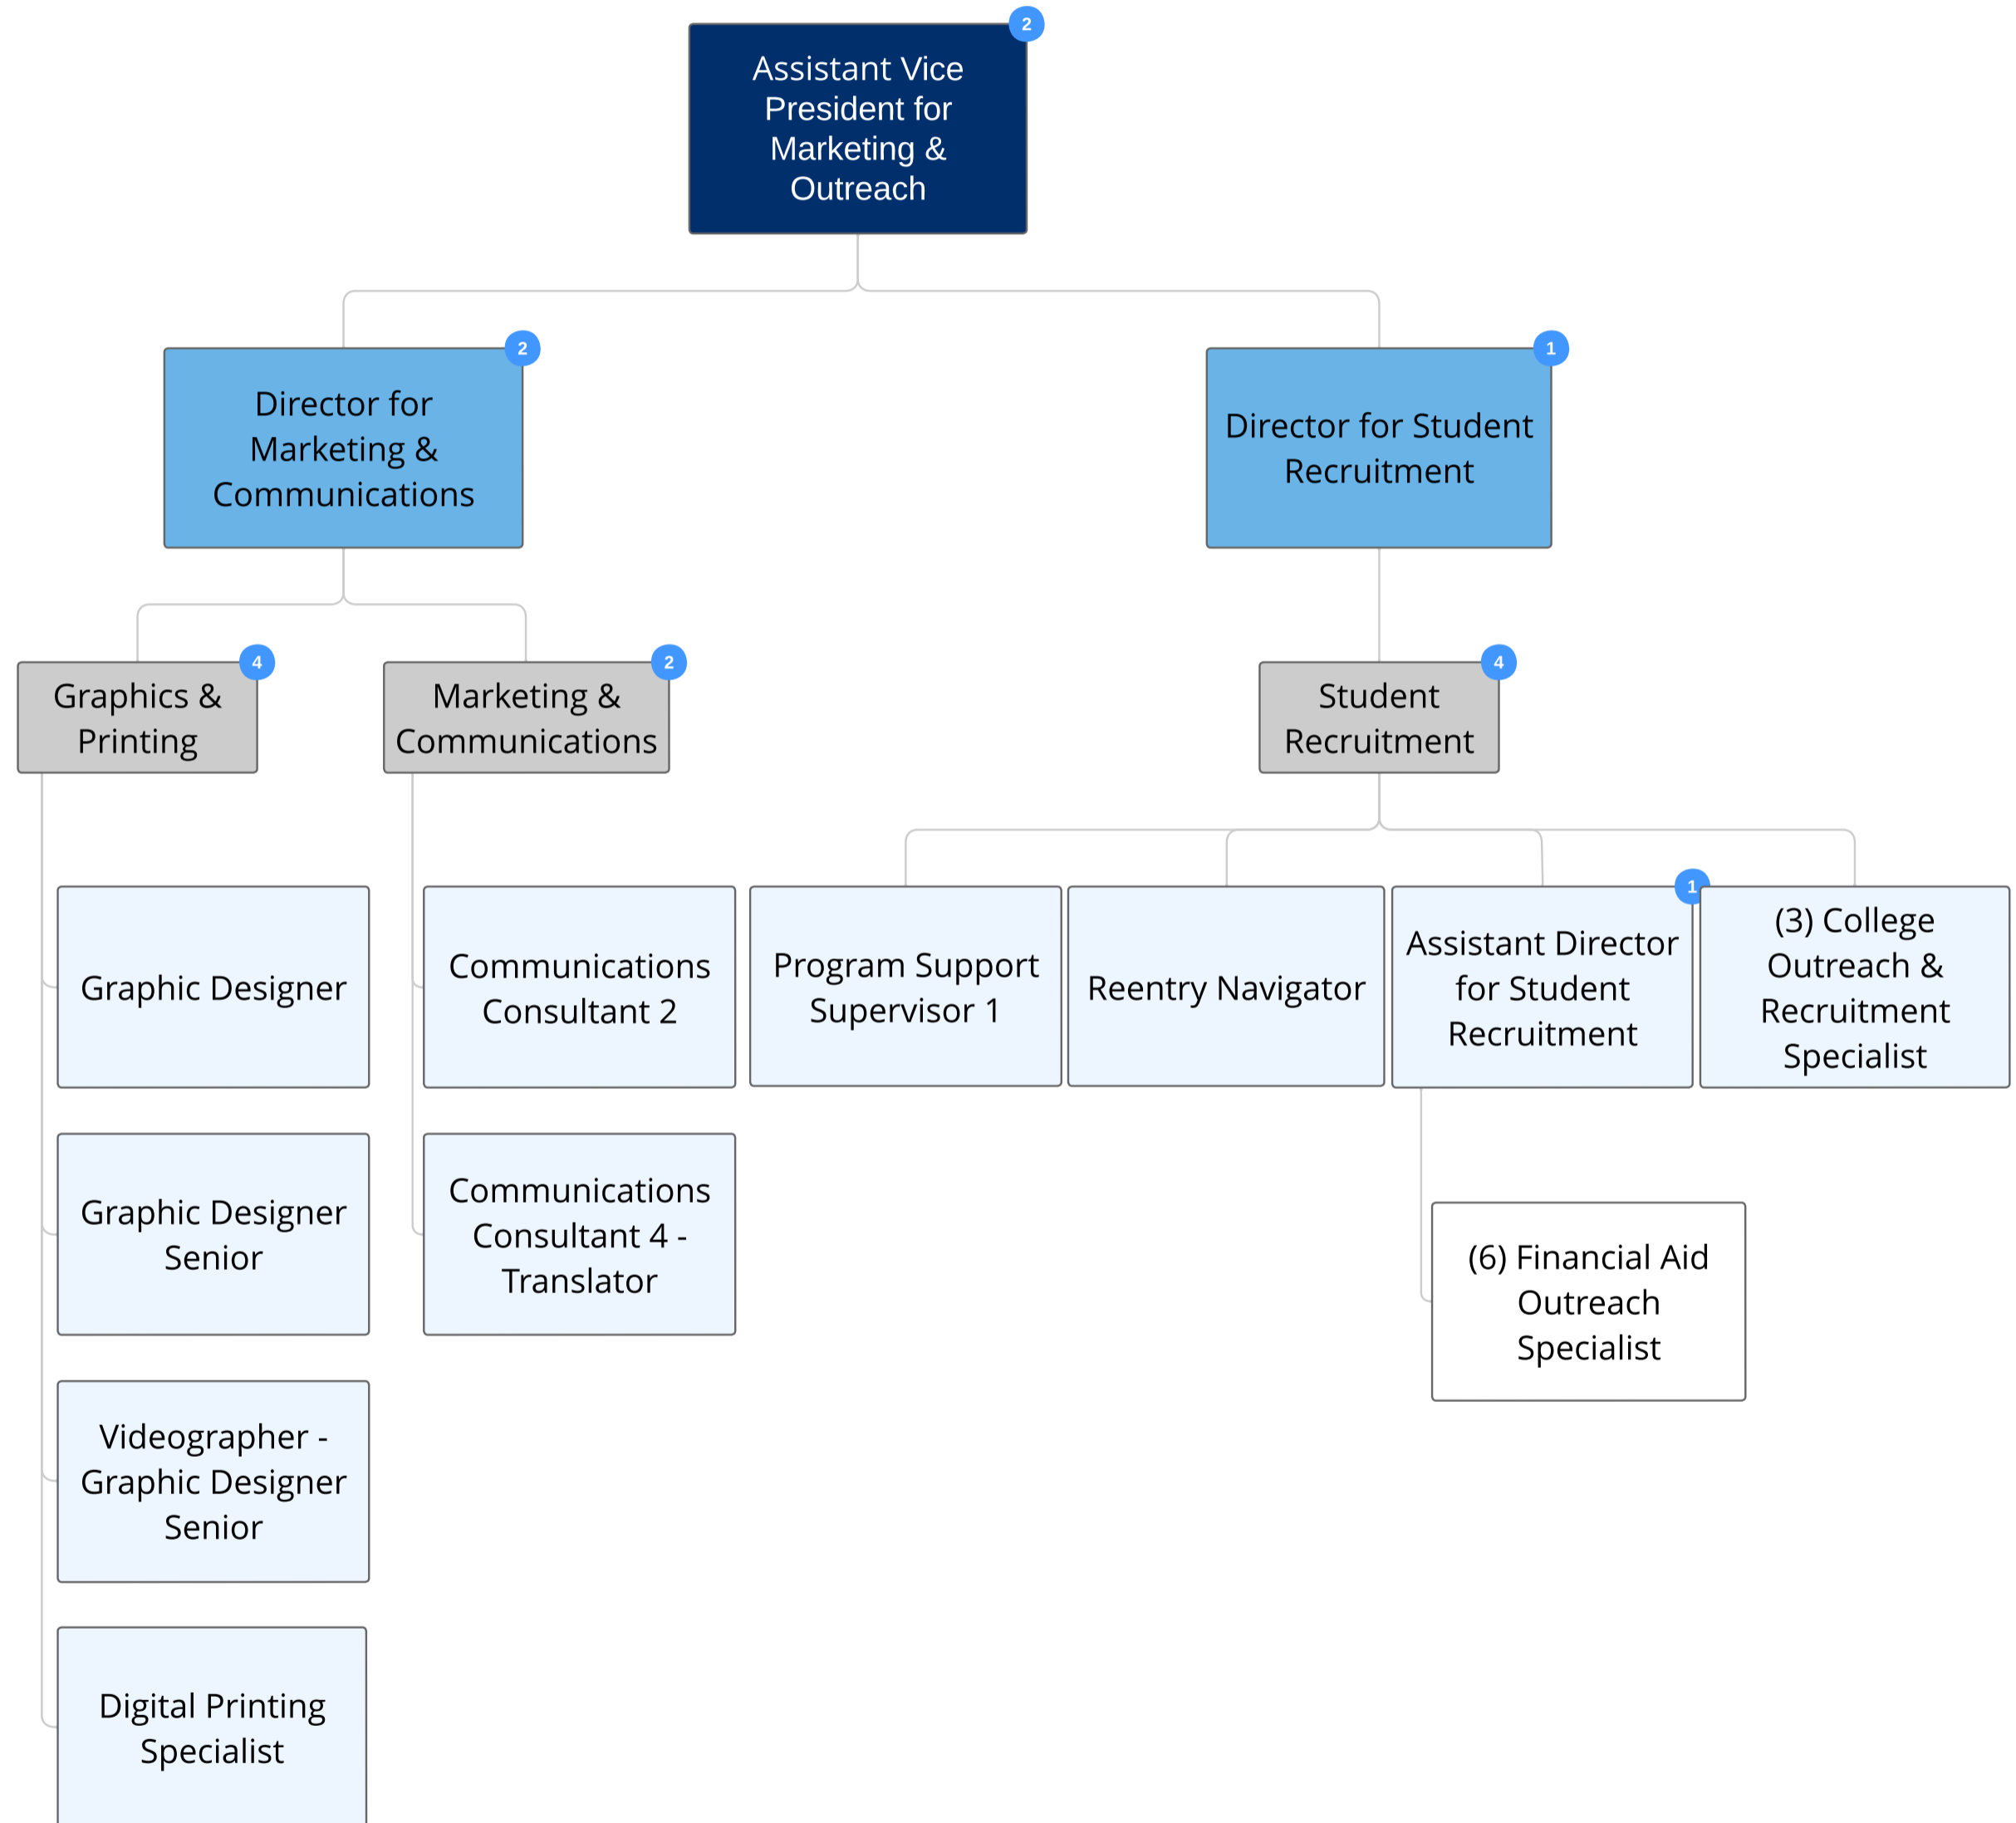 2
Assistant Vice
President for
Marketing &
Outreach
2
Director for
Marketing &
Communications
1
Director for Student
Recruitment
4
Graphics &
Printing
2
Marketing &
Communications
4
Student
Recruitment
Graphic Designer
Communications
Consultant 2
Program Support
Supervisor 1
Reentry Navigator
1
Assistant Director
for Student
Recruitment
(3) College
Outreach &
Recruitment
Specialist
Graphic Designer
Senior
Communications
Consultant 4 -
Translator
(6) Financial Aid
Outreach
Specialist
Videographer -
Graphic Designer
Senior
Digital Printing
Specialist